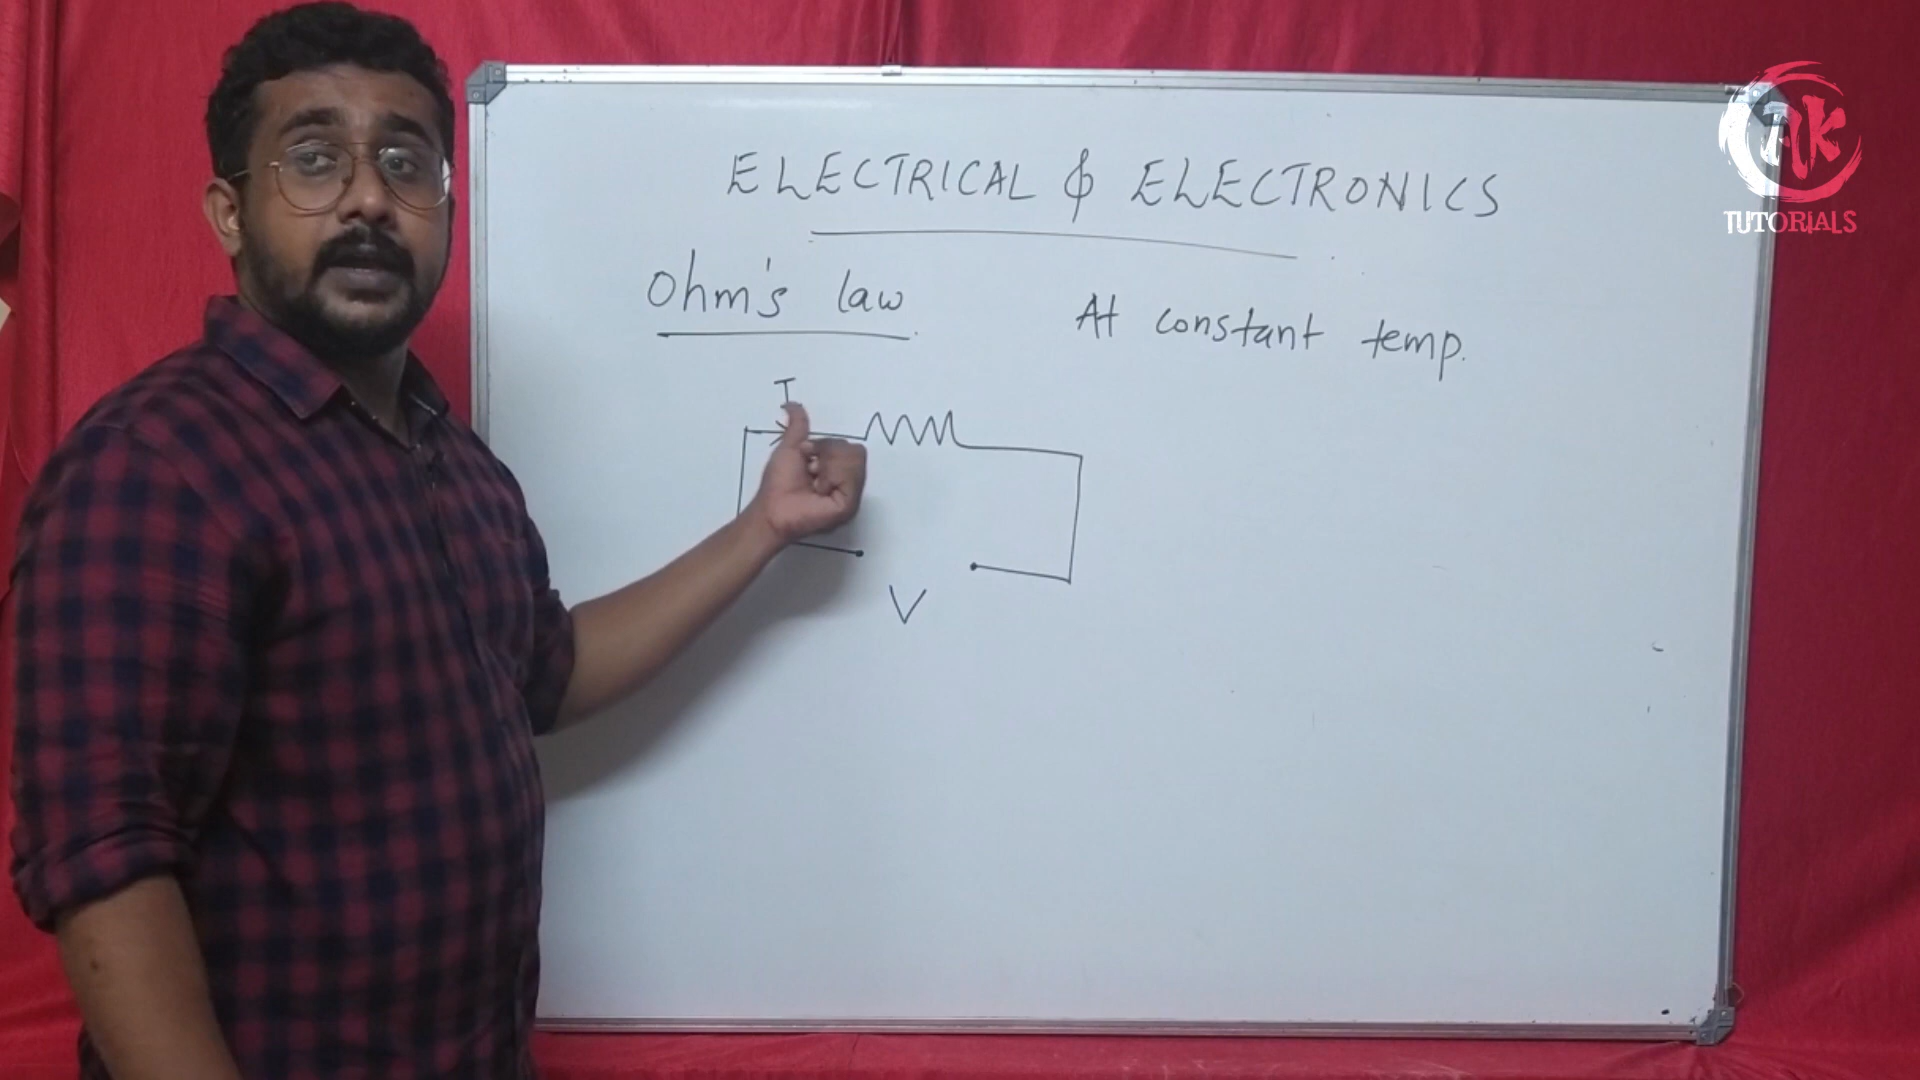 ELECTRICAL & ELECTRONICS
Ohm's law
At constant temp.
I
V
AK
TUTORIALS